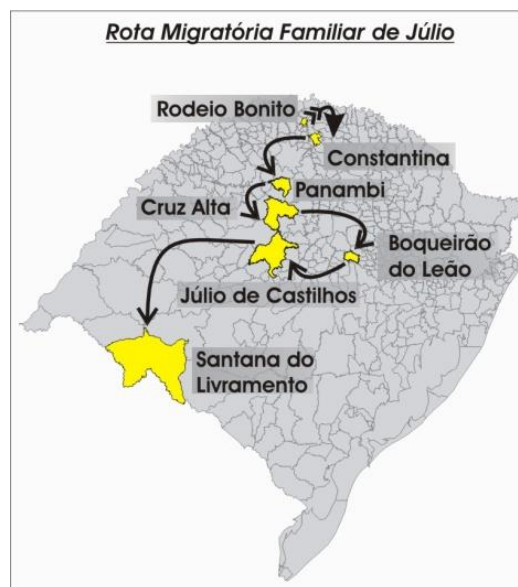 Rota Migratória Familiar de Júlio
Rodeio Bonito
Constantina
Panambi
Cruz Alta
Boqueirão
do Leão
Júlio de Castilhos
Santana do
Livramento